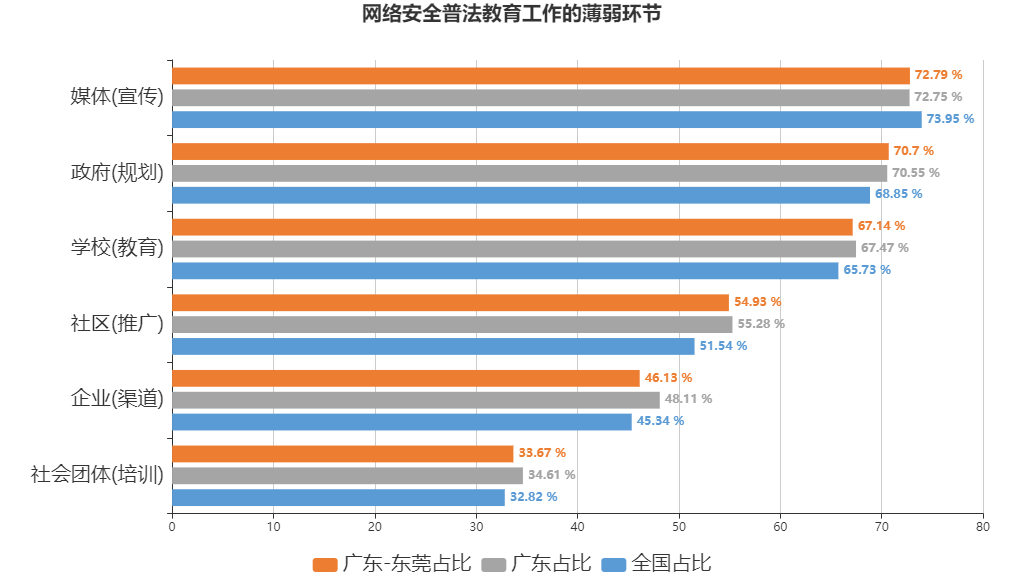 网络安全普法教育工作的薄弱环节
媒体(宣传)
72.79 %
72.75 %
73.95 %
政府(规划)
70.7 %
70.55 %
68.85 %
学校(教育)
67.14 %
67.47 %
65.73 %
社区(推广)
54.93 %
55.28 %
51.54 %
企业(渠道)
46.13 %
48.11 %
45.34 %
社会团体(培训)
33.67 %
34.61 %
32.82 %
0 10 20 30 40 50 60 70 80
广东-东莞占比 广东占比 全国占比